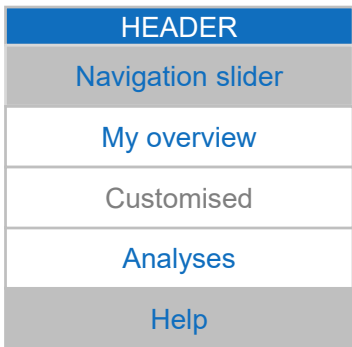 HEADER
Navigation slider
My overview
Customised
Analyses
Help